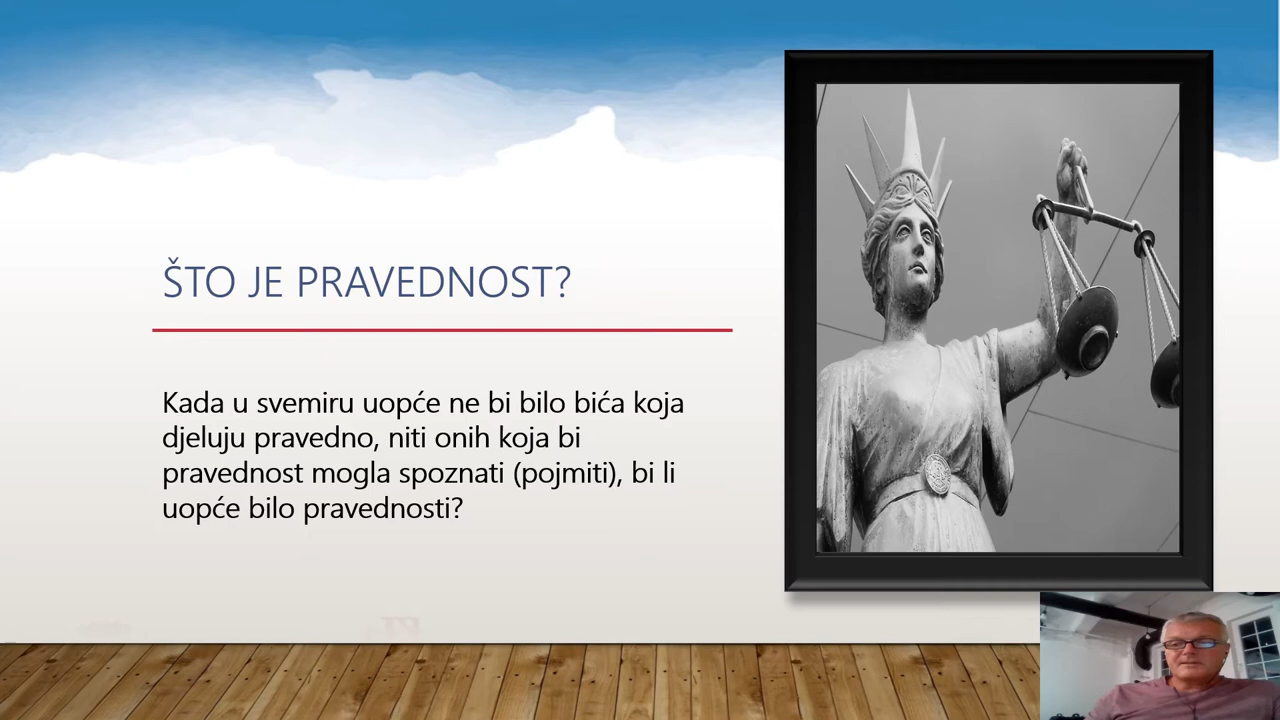 ŠTO JE PRAVEDNOST?
Kada u svemiru uopće ne bi bilo bića koja
djeluju pravedno, niti onih koja bi
pravednost mogla spoznati (pojmiti), bi li
uopće bilo pravednosti?